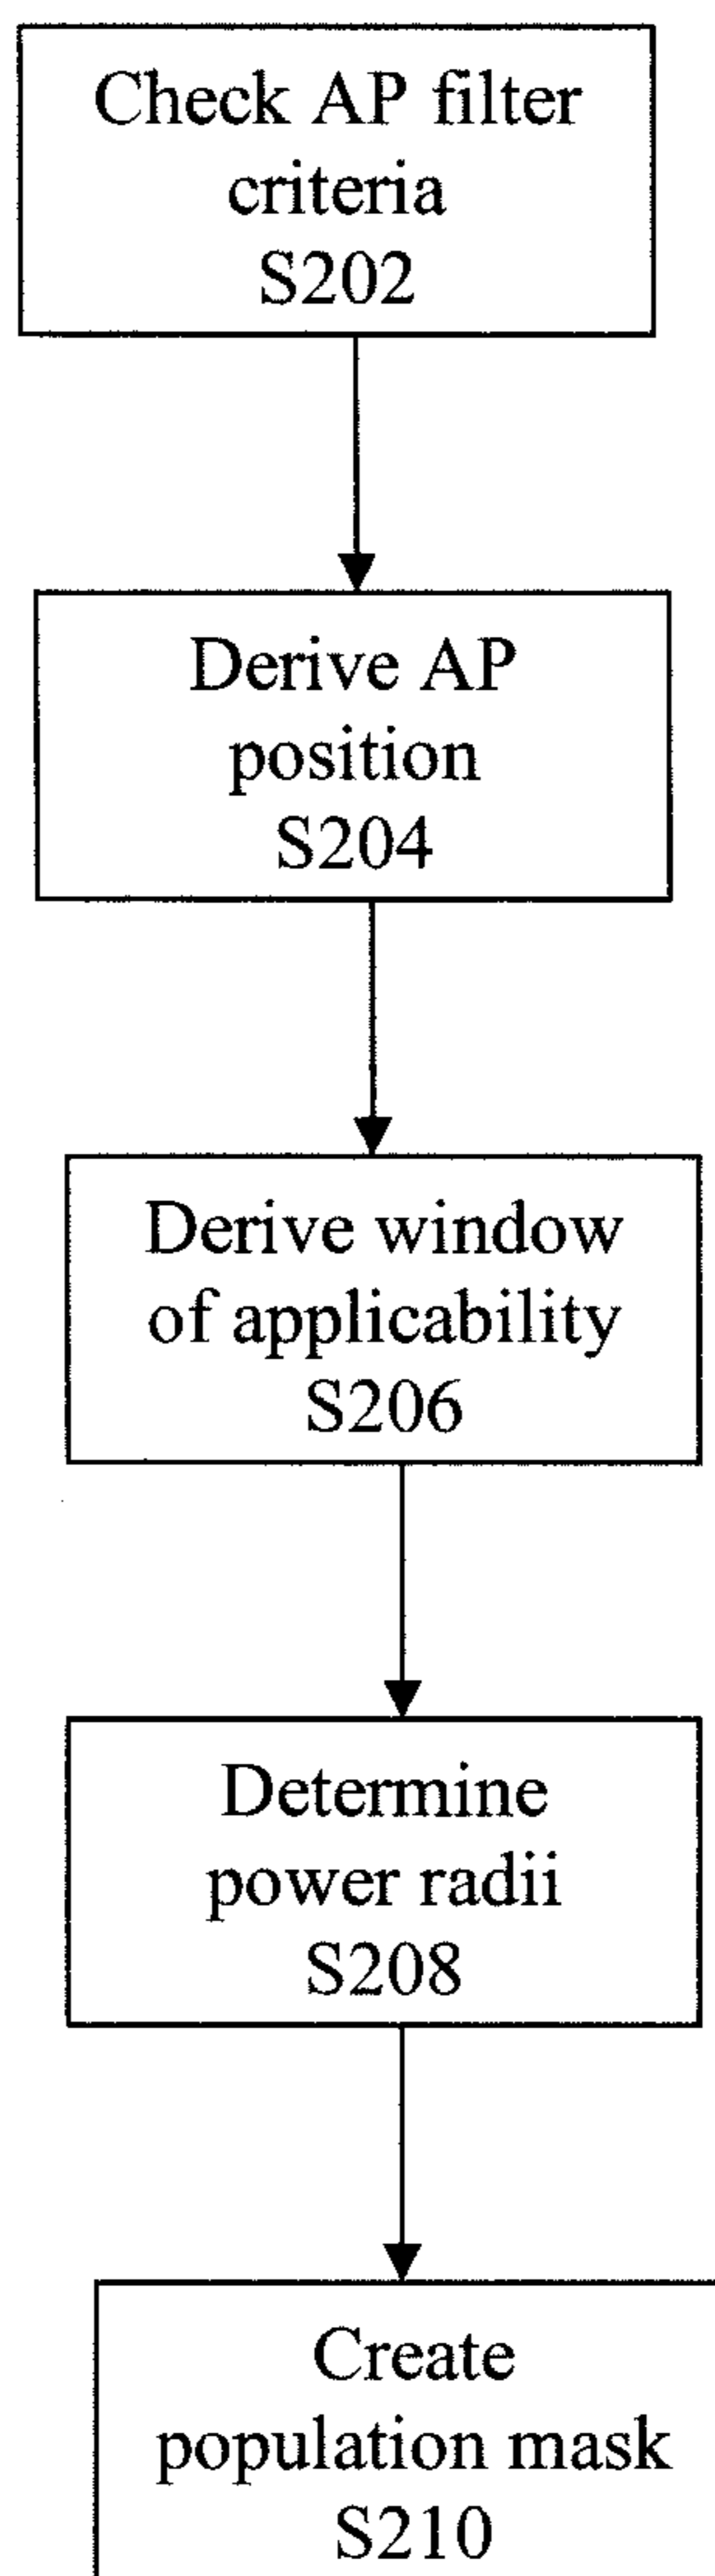 Check AP filter
criteria
S202
Derive AP
position
S204
Derive window
of applicability
S206
Determine
power radii
S208
Create
population mask
S210